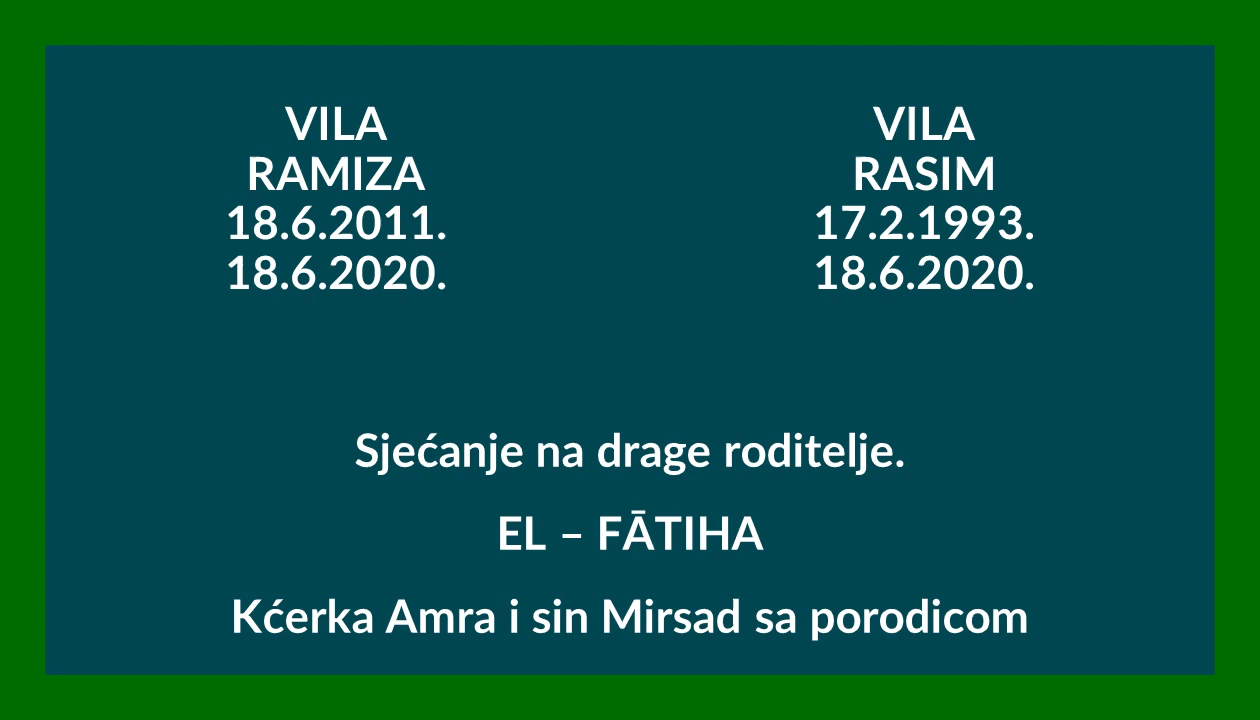 VILA
RAMIZA
18.6.2011.
18.6.2020.
VILA
RASIM
17.2.1993.
18.6.2020.
Sjećanje na drage roditelje.
EL – FĀTIHA
Kćerka Amra i sin Mirsad sa porodicom